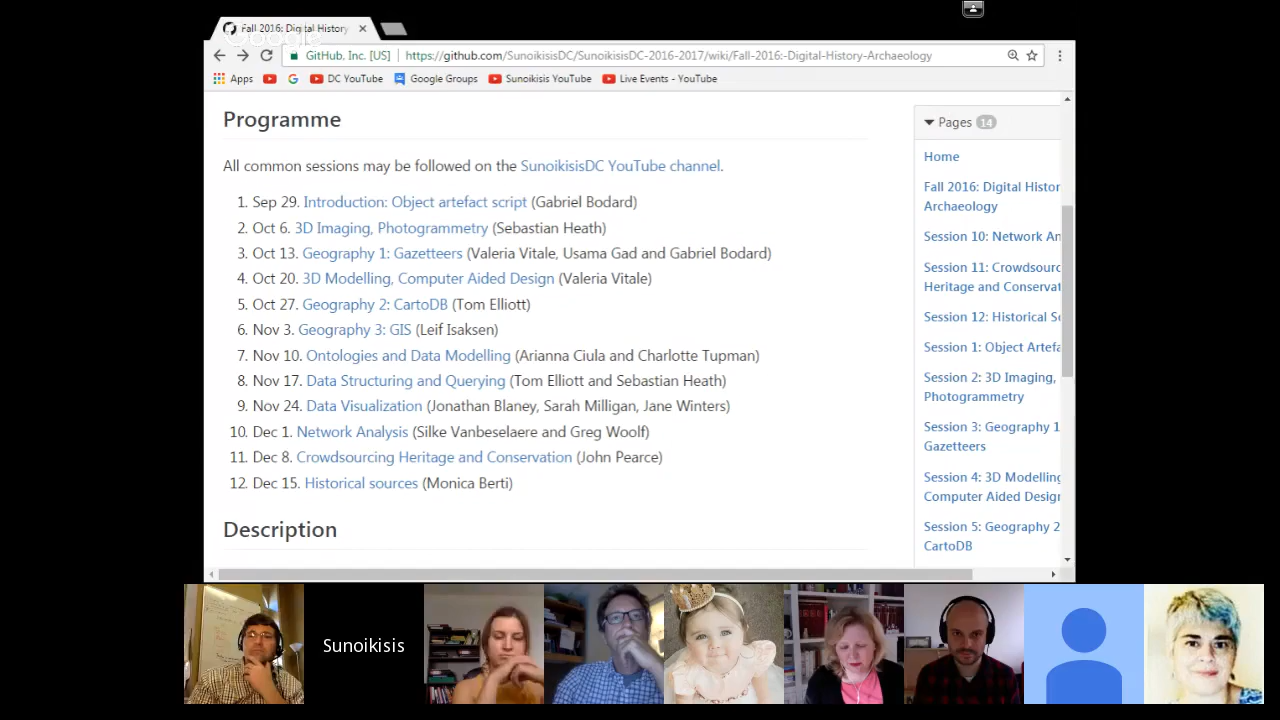 Fall 2016: Digital-History
Google
GitHub, Inc. [US] https://github.com/SunoikisisDC/SunoikisisDC-2016-2017/wiki/Fall-2016:-Digital-History-Archaeology
Apps DC YouTube Google Groups Sunoikisis YouTube Live Events - YouTube
Programme
All common sessions may be followed on the SunoikisisDC YouTube channel.
1. Sep 29. Introduction: Object artefact script (Gabriel Bodard)
2. Oct 6. 3D Imaging, Photogrammetry (Sebastian Heath)
3. Oct 13. Geography 1: Gazetteers (Valeria Vitale, Usama Gad and Gabriel Bodard)
4. Oct 20. 3D Modelling, Computer Aided Design (Valeria Vitale)
5. Oct 27. Geography 2: CartoDB (Tom Elliott)
6. Nov 3. Geography 3: GIS (Leif Isaksen)
7. Nov 10. Ontologies and Data Modelling (Arianna Ciula and Charlotte Tupman)
8. Nov 17. Data Structuring and Querying (Tom Elliott and Sebastian Heath)
9. Nov 24. Data Visualization (Jonathan Blaney, Sarah Milligan, Jane Winters)
10. Dec 1. Network Analysis (Silke Vanbeselaere and Greg Woolf)
11. Dec 8. Crowdsourcing Heritage and Conservation (John Pearce)
12. Dec 15. Historical sources (Monica Berti)
Description
Pages 14
Home
Fall 2016: Digital Histor
Archaeology
Session 10: Network An
Session 11: Crowdsourc
Heritage and Conservat
Session 12: Historical So
Session 1: Object Artefa
Session 2: 3D Imaging,
Photogrammetry
Session 3: Geography 1
Gazetteers
Session 4: 3D Modelling
Computer Aided Design
Session 5: Geography 2
CartoDB
Sunoikisis